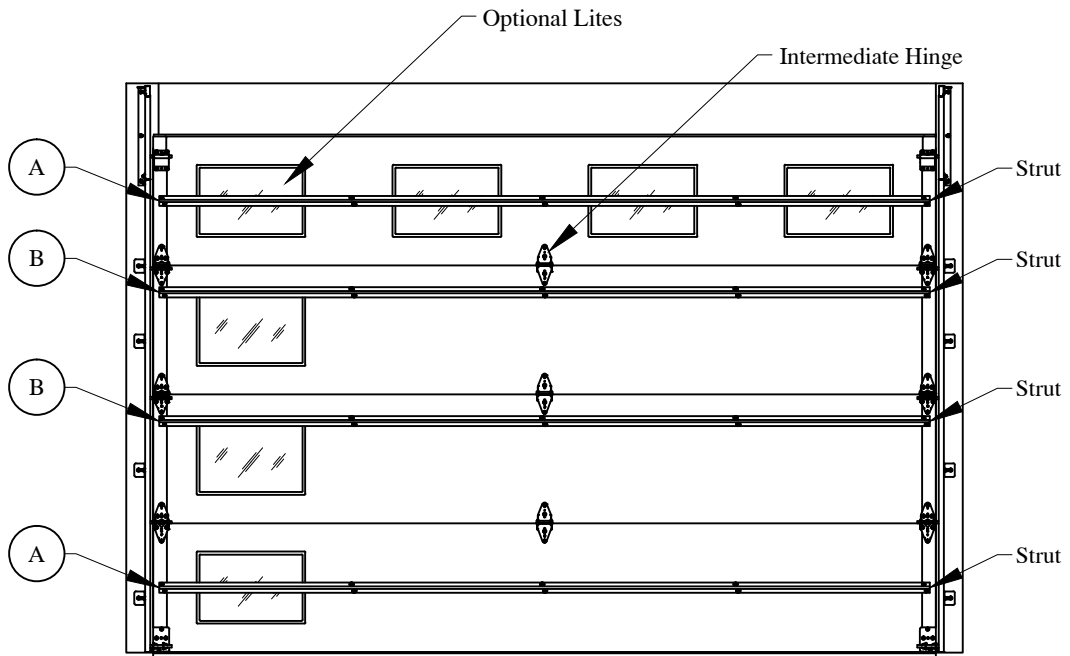 Optional Lites
Intermediate Hinge
A
Strut
B
Strut
B
Strut
A
Strut